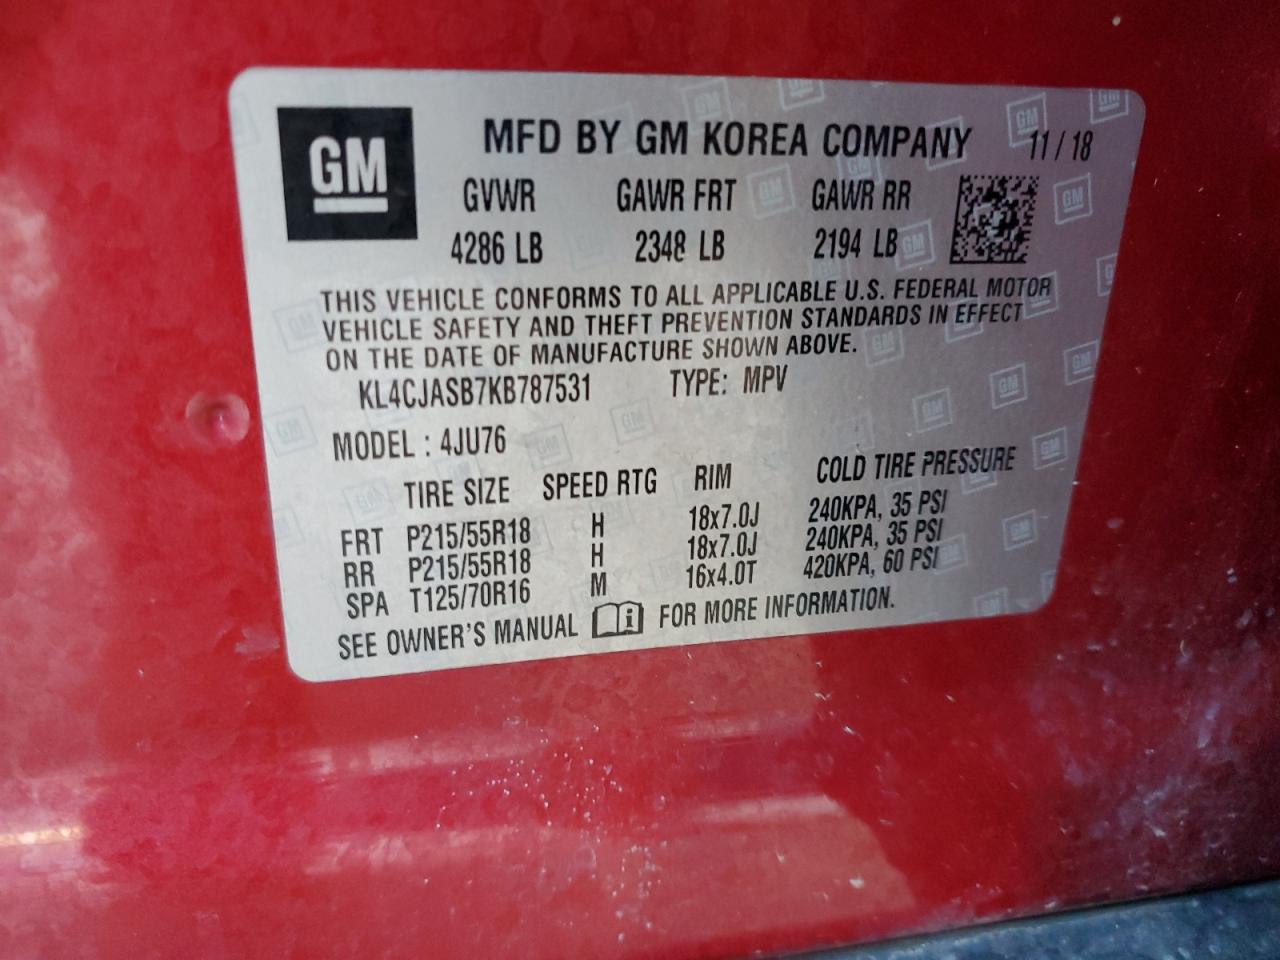 GM
MFD BY GM KOREA COMPANY 11 / 18
GVWR GAWR FRT GAWR RR
4286 LB 2348 LB 2194 LB
THIS VEHICLE CONFORMS TO ALL APPLICABLE U.S. FEDERAL MOTOR
VEHICLE SAFETY AND THEFT PREVENTION STANDARDS IN EFFECT
ON THE DATE OF MANUFACTURE SHOWN ABOVE.
KL4CJASB7KB787531 TYPE: MPV
MODEL : 4JU76
TIRE SIZE SPEED RTG RIM COLD TIRE PRESSURE
FRT P215/55R18 H 18x7.0J 240KPA, 35 PSI
RR P215/55R18 H 18x7.0J 240KPA, 35 PSI
SPA T125/70R16 M 16x4.0T 420KPA, 60 PSI
SEE OWNER'S MANUAL i FOR MORE INFORMATION.